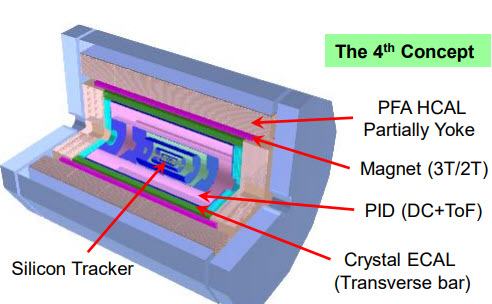 The 4th Concept
PFA HCAL
Partially Yoke
Magnet (3T/2T)
PID (DC+ToF)
Crystal ECAL
(Transverse bar)
Silicon Tracker